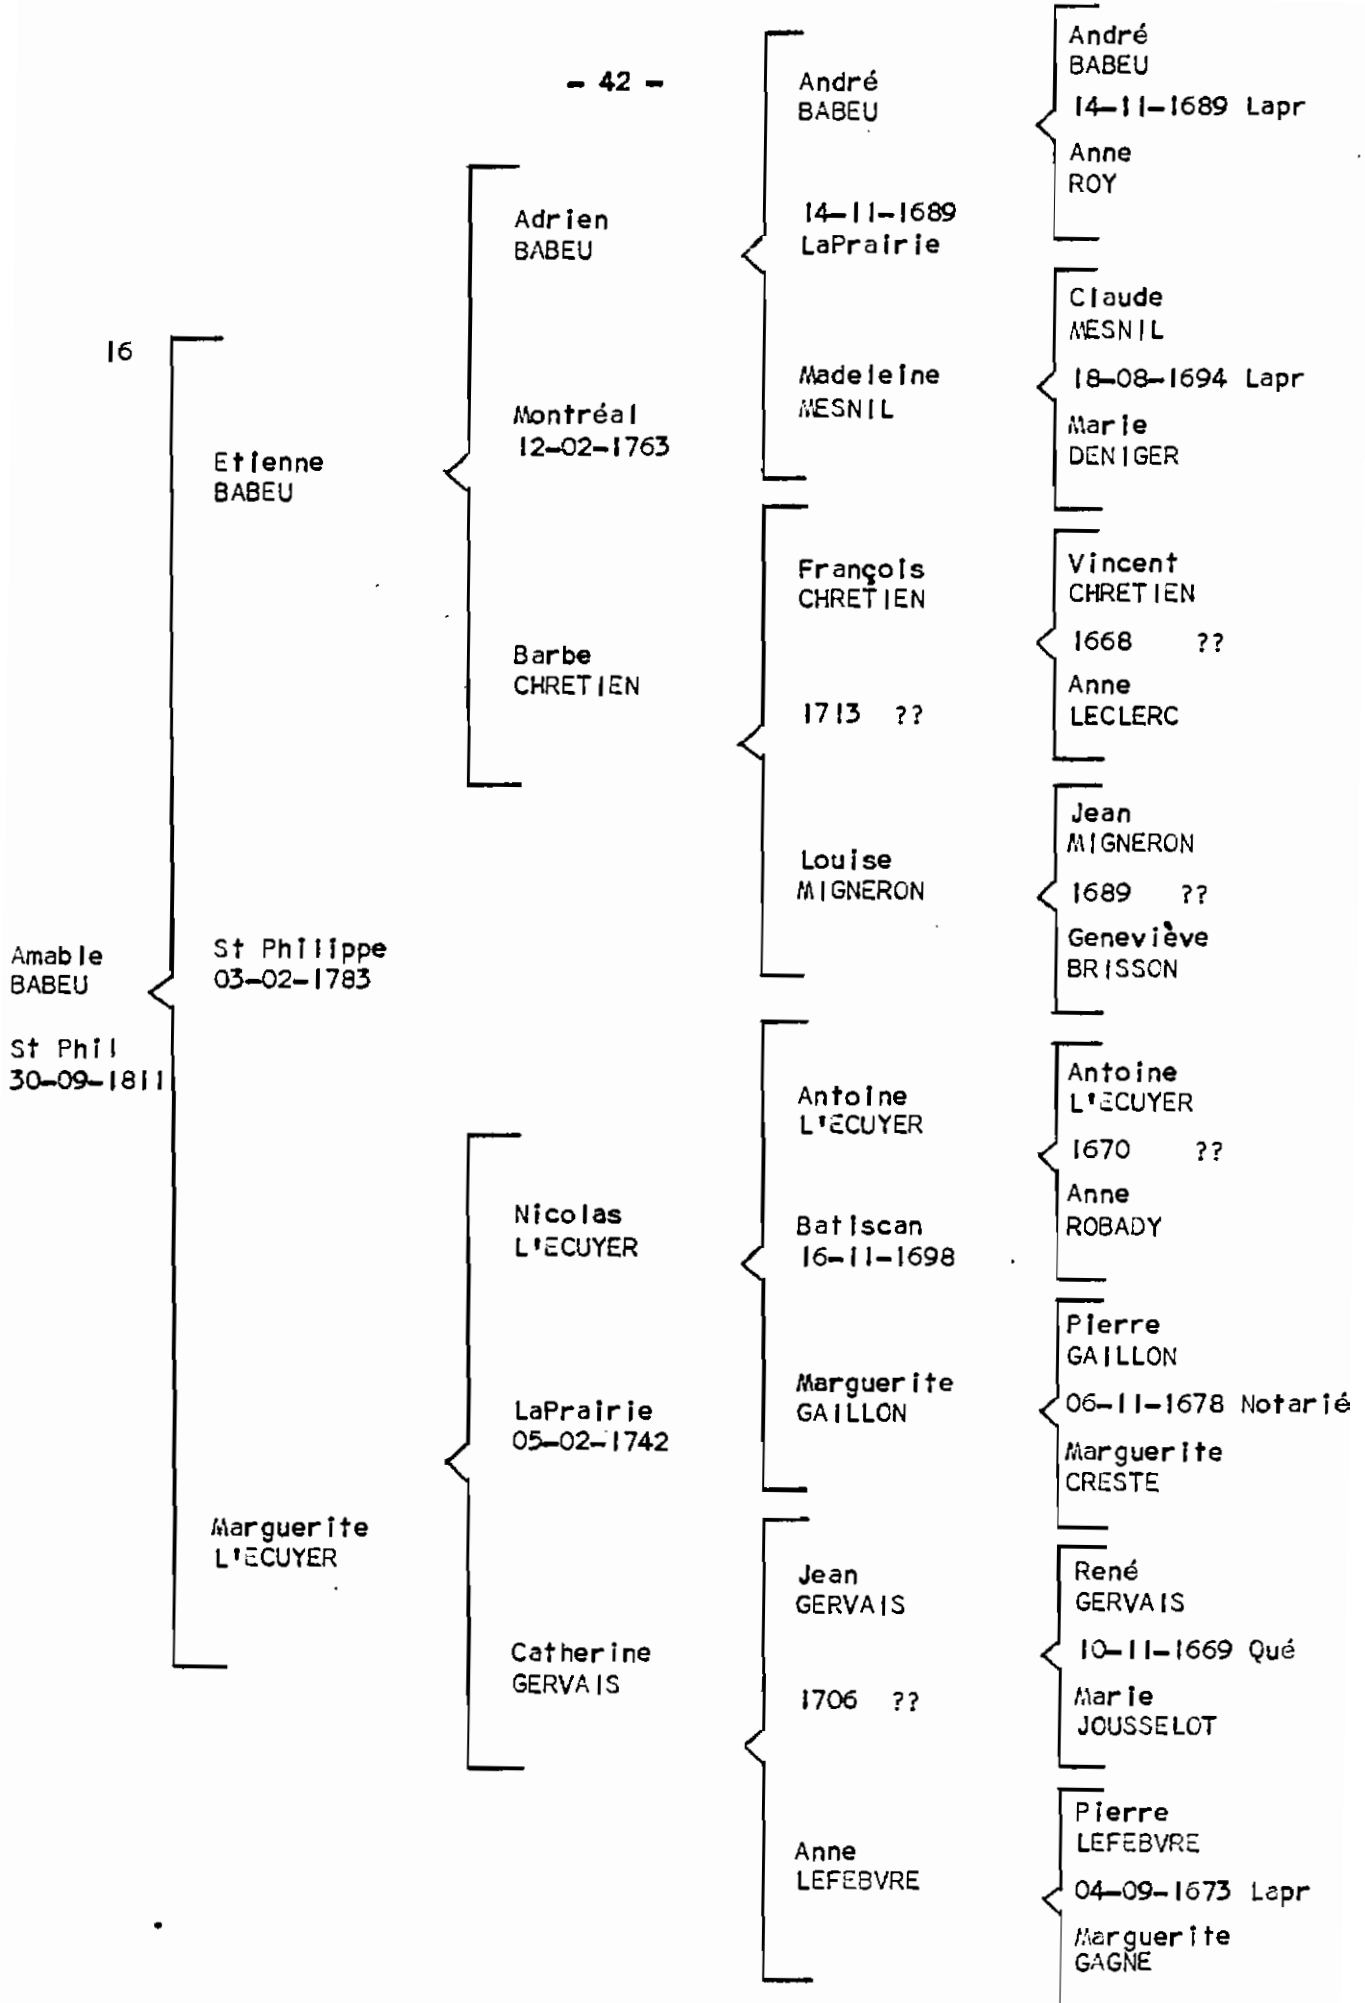 - 42 -
16
Amable
BABEU
St Phil
30-09-1811
Etienne
BABEU
St Philippe
03-02-1783
Marguerite
L'ECUYER
Adrien
BABEU
Montréal
12-02-1763
Barbe
CHRETIEN
Nicolas
L'ECUYER
LaPrairie
05-02-1742
Catherine
GERVAIS
André
BABEU
14-11-1689
LaPrairie
Madeleine
MESNIL
François
CHRETIEN
1713 ??
Louise
MIGNERON
Antoine
L'ECUYER
Batiscan
16-11-1698
Marguerite
GAILLON
Jean
GERVAIS
1706 ??
Anne
LEFEBVRE
André
BABEU
14-11-1689 Lapr
Anne
ROY
Claude
MESNIL
18-08-1694 Lapr
Marie
DENIGER
Vincent
CHRETIEN
1668 ??
Anne
LECLERC
Jean
MIGNERON
1689 ??
Geneviève
BRISSON
Antoine
L'ECUYER
1670 ??
Anne
ROBADY
Pierre
GAILLON
06-11-1678 Notarié
Marguerite
CRESTE
René
GERVAIS
10-11-1669 Qué
Marie
JOUSSELOT
Pierre
LEFEBVRE
04-09-1673 Lapr
Marguerite
GAGNE